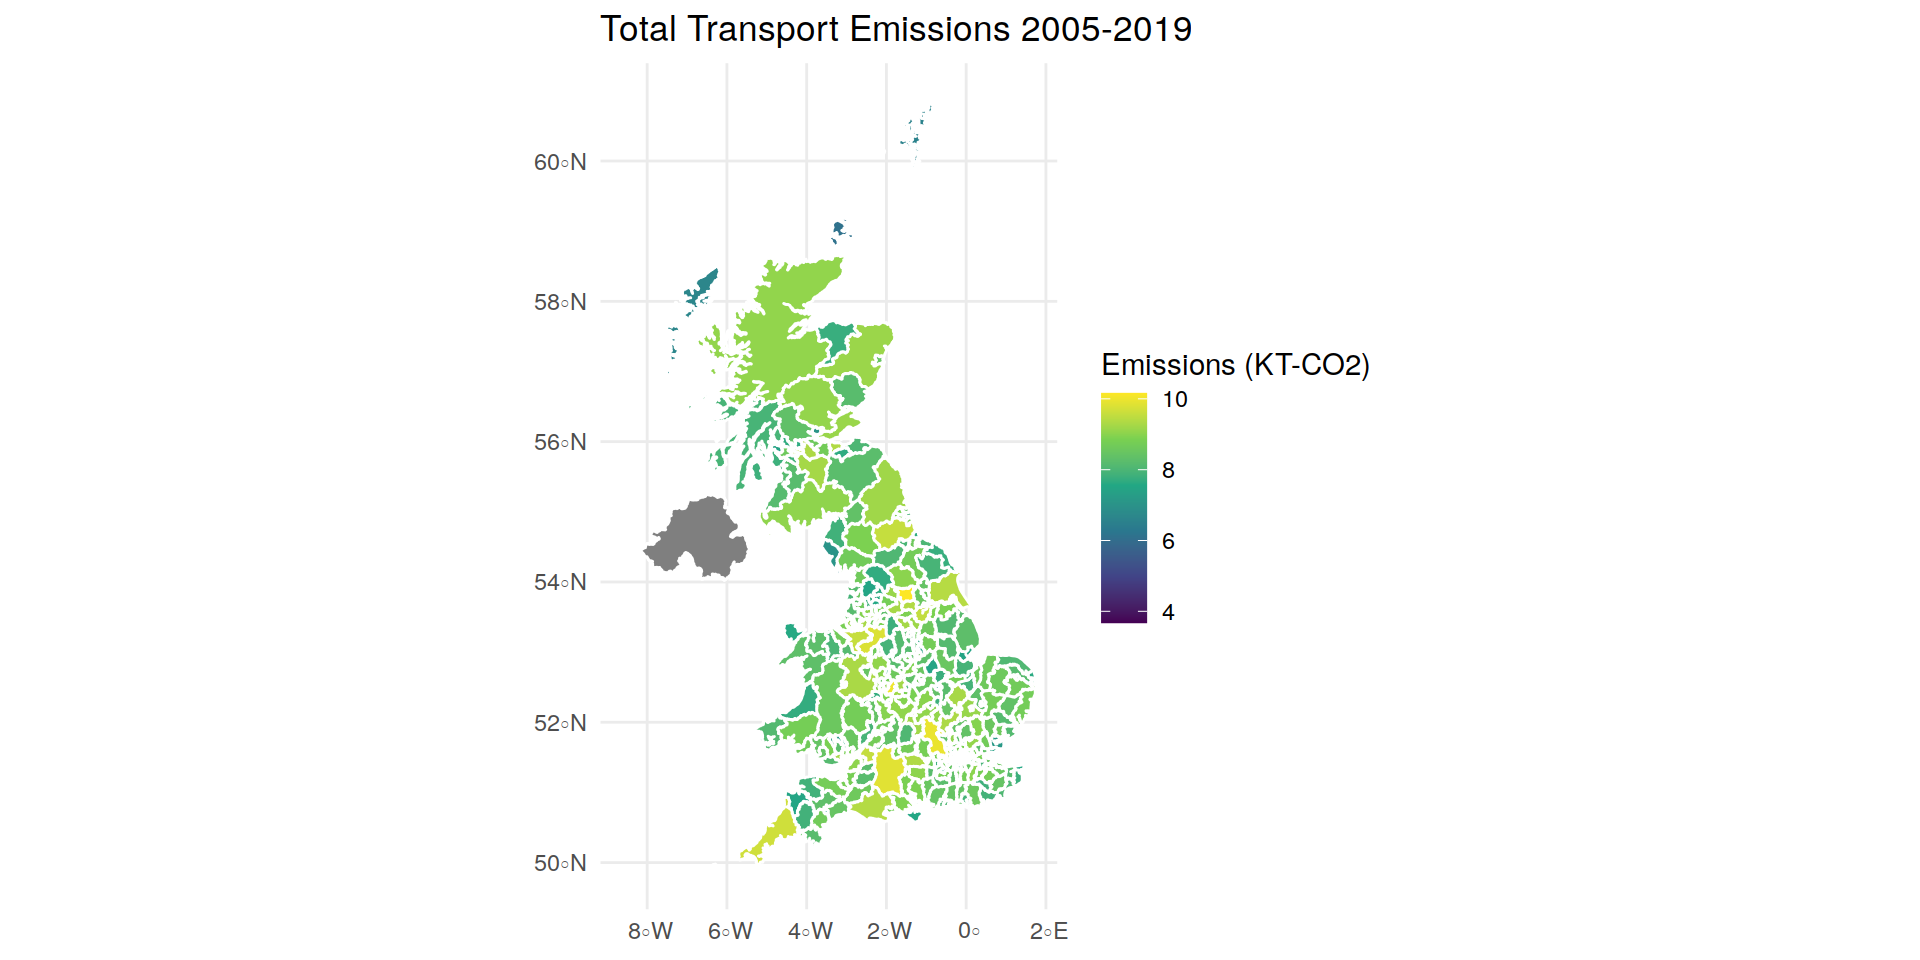 Total Transport Emissions 2005-2019
60◦N
58◦N
56◦N
54◦N
52◦N
50◦N
8◦W 6◦W 4◦W 2◦W 0◦ 2◦E
Emissions (KT-CO2)
10
8
6
4